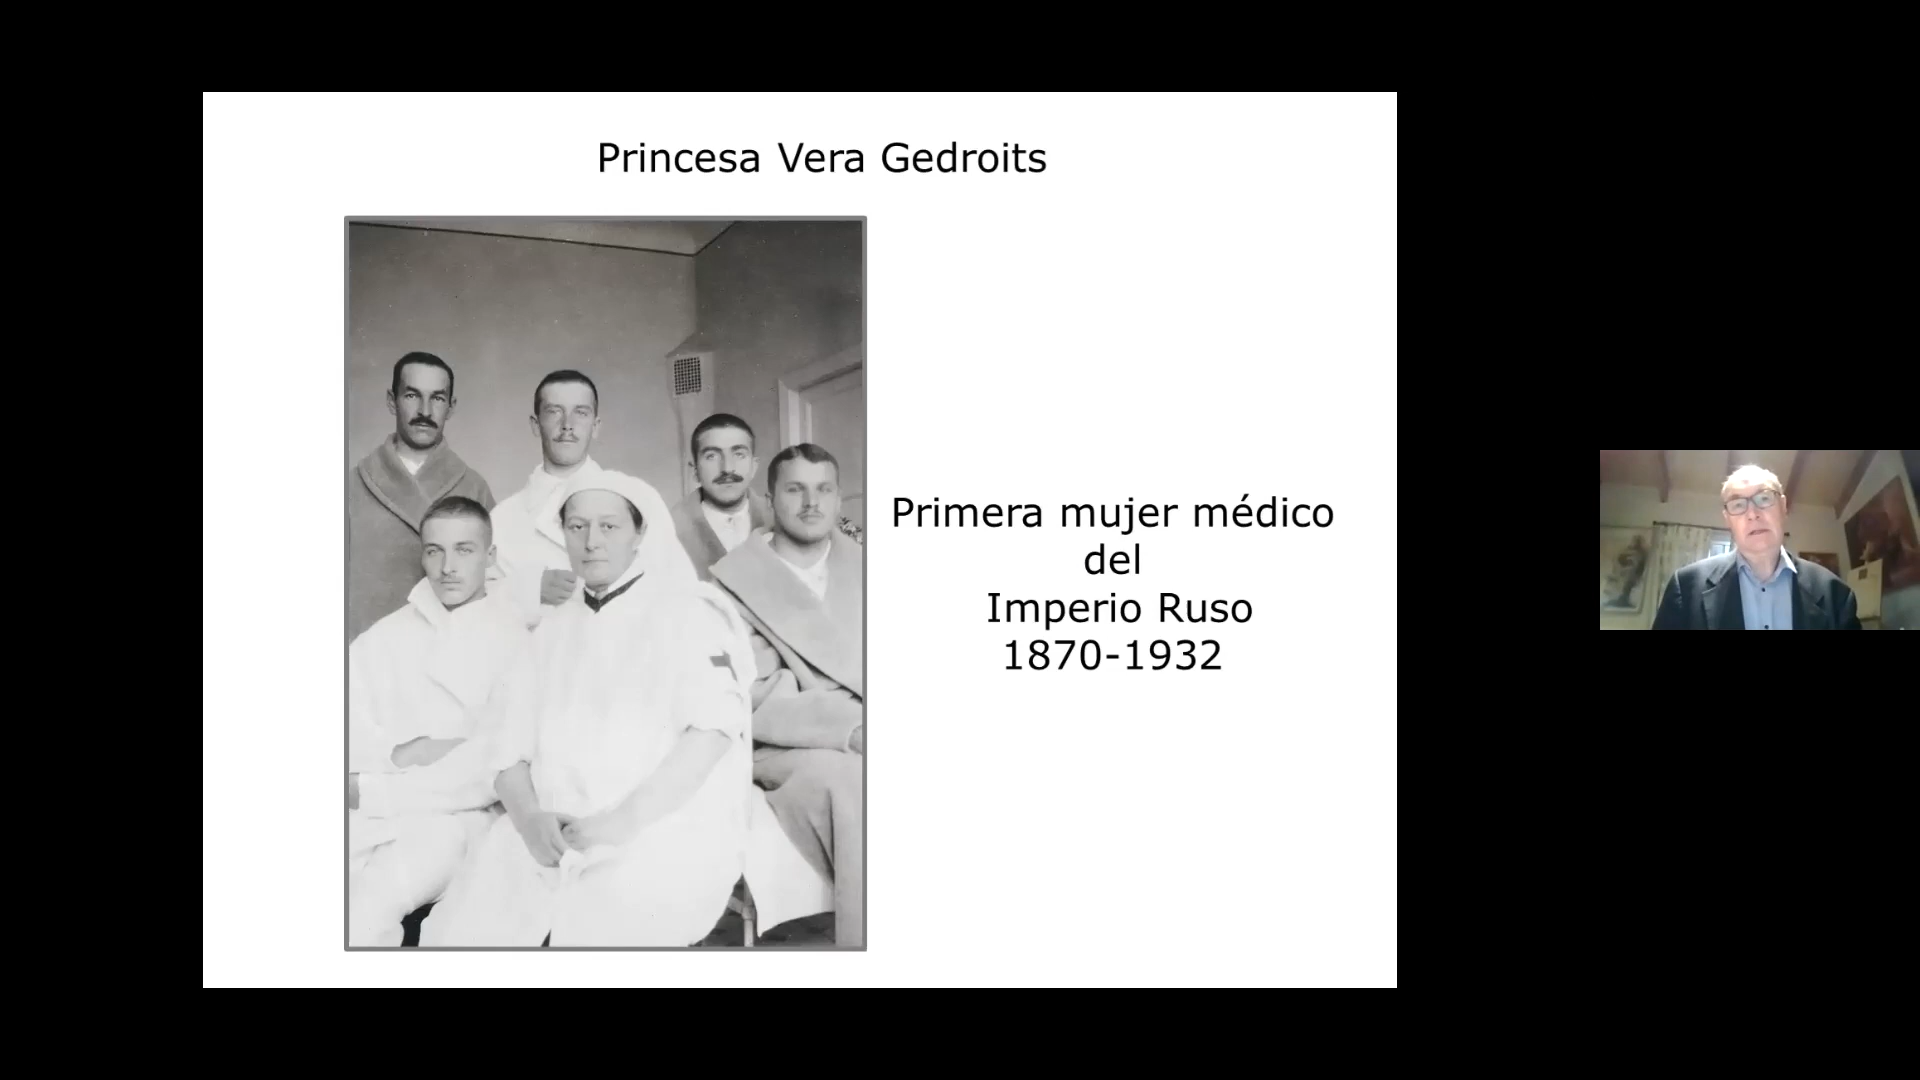 Princesa Vera Gedroits
Primera mujer médico
del
Imperio Ruso
1870-1932